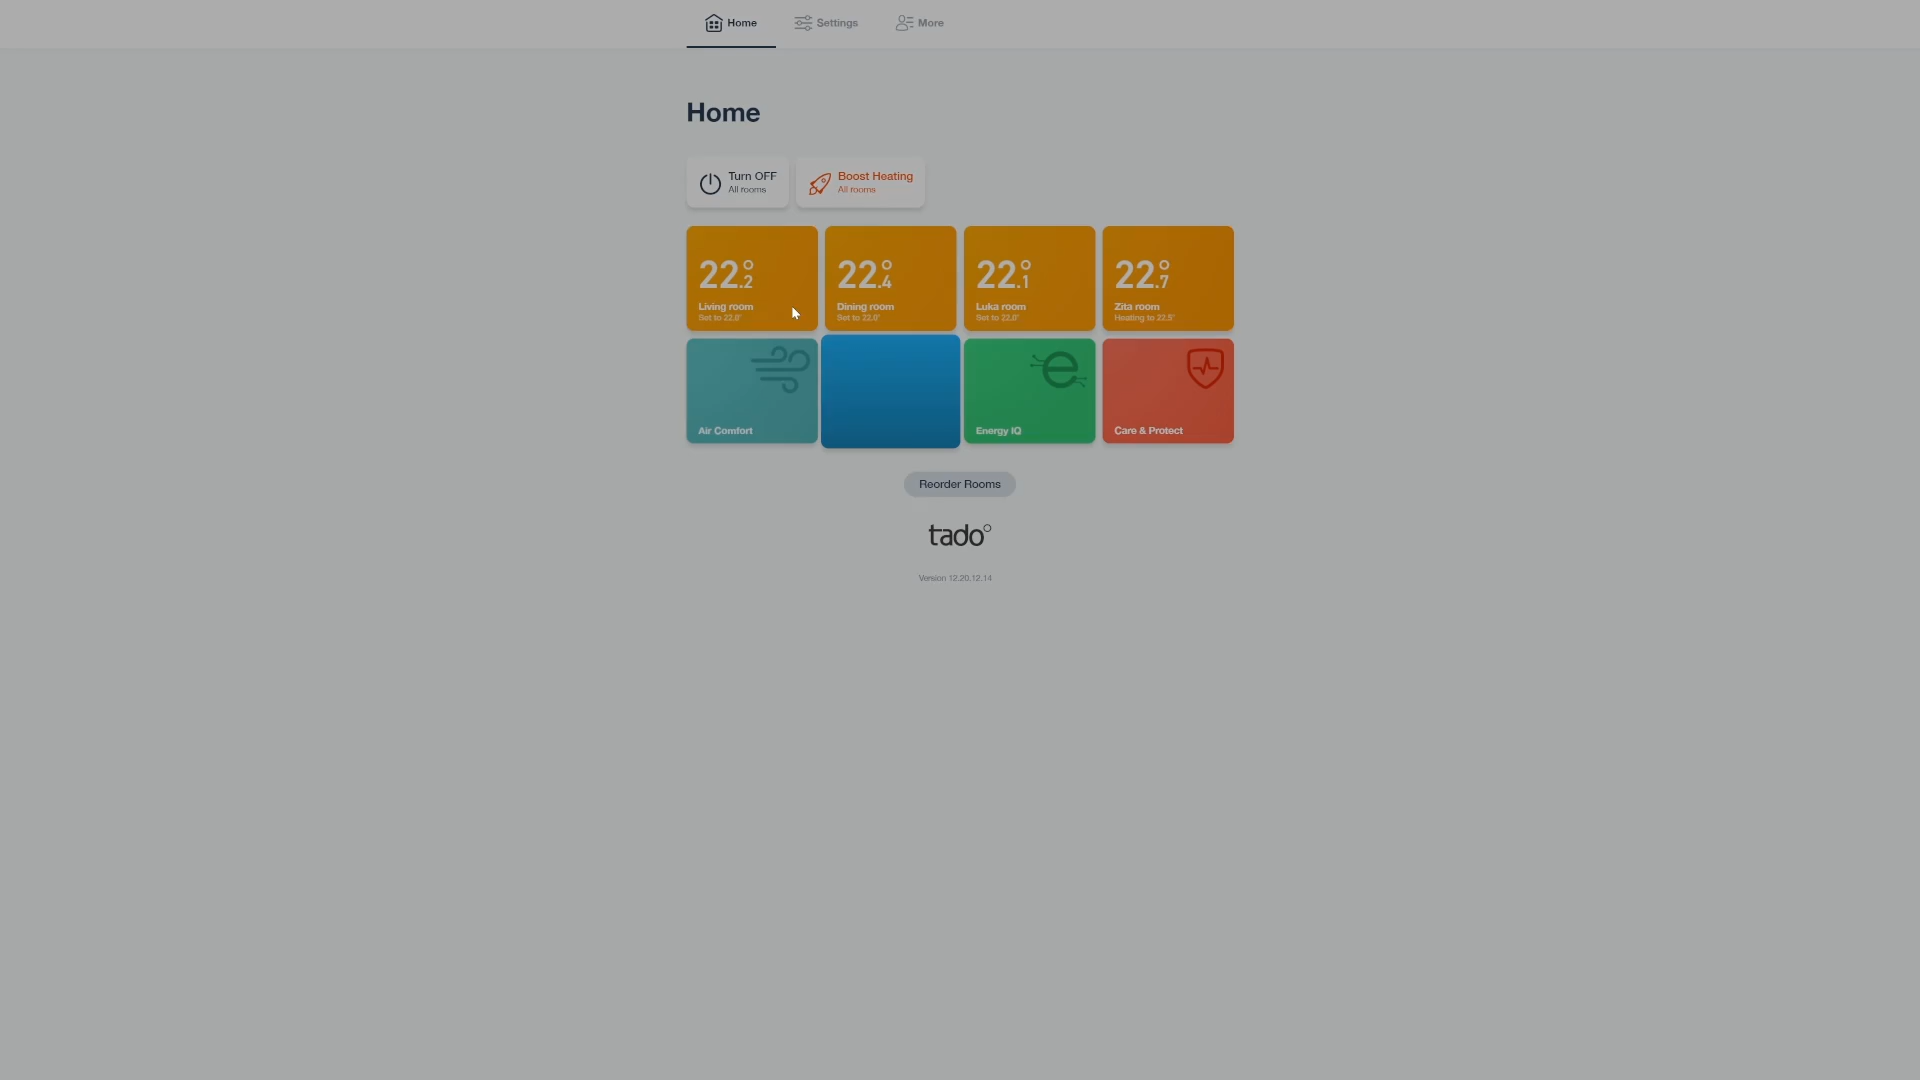 Home
Settings
More
Home
Turn OFF
All rooms
Boost Heating
All rooms
22.2°
Living room
Set to 22.0°
22.4°
Dining room
Set to 22.0°
22.1°
Luka room
Set to 22.0°
22.7°
Zita room
Heating to 22.5°
Air Comfort
Energy IQ
Care & Protect
Reorder Rooms
tado°
Version 12.20.12.14